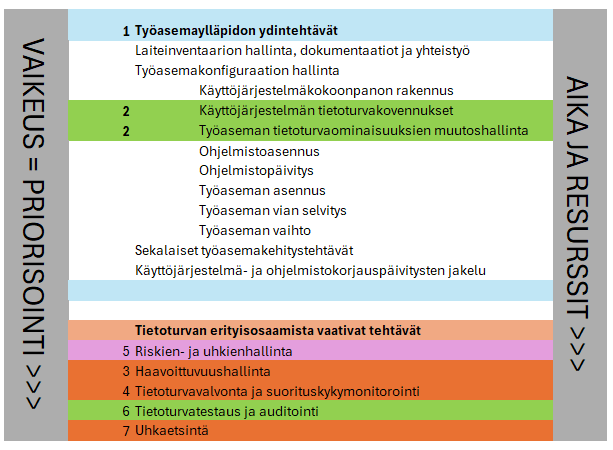 VAIKEUS = PRIORISOINTI >>>
1 Työasemaylläpidon ydintehtävät
Laiteinventaarion hallinta, dokumentaatiot ja yhteistyö
Työasemakonfiguraation hallinta
Käyttöjärjestelmäkokoonpanon rakennus
2 Käyttöjärjestelmän tietoturvakovennukset
2 Työaseman tietoturvaominaisuuksien muutoshallinta
Ohjelmistoasennus
Ohjelmistopäivitys
Työaseman asennus
Työaseman vian selvitys
Työaseman vaihto
Sekalaiset työasemakehitystehtävät
Käyttöjärjestelmä- ja ohjelmistokorjauspäivitysten jakelu
Tietoturvan erityisosaamista vaativat tehtävät
5 Riskien- ja uhkienhallinta
3 Haavoittuvuushallinta
4 Tietoturvavalvonta ja suorituskykymonitorointi
6 Tietoturvatestaus ja auditointi
7 Uhkaetsintä
AIKA JA RESURSSIT >>>